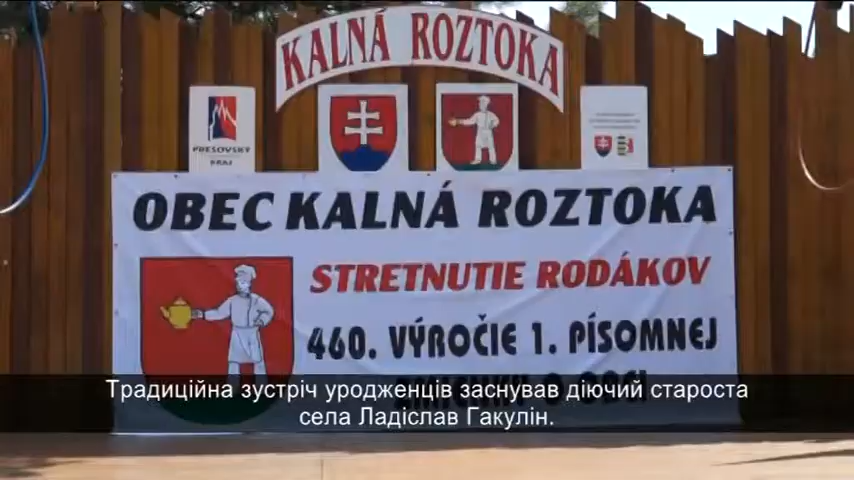 KALNÁ ROZTOKA
PREŠOVSKÝ
KRAJ
OBEC KALNÁ ROZTOKA
STRETNUTIE RODÁKOV
460. VÝROČIE 1. PÍSOMNEJ
Традиційна зустріч уродженців заснував діючий староста
села Ладіслав Гакулін.